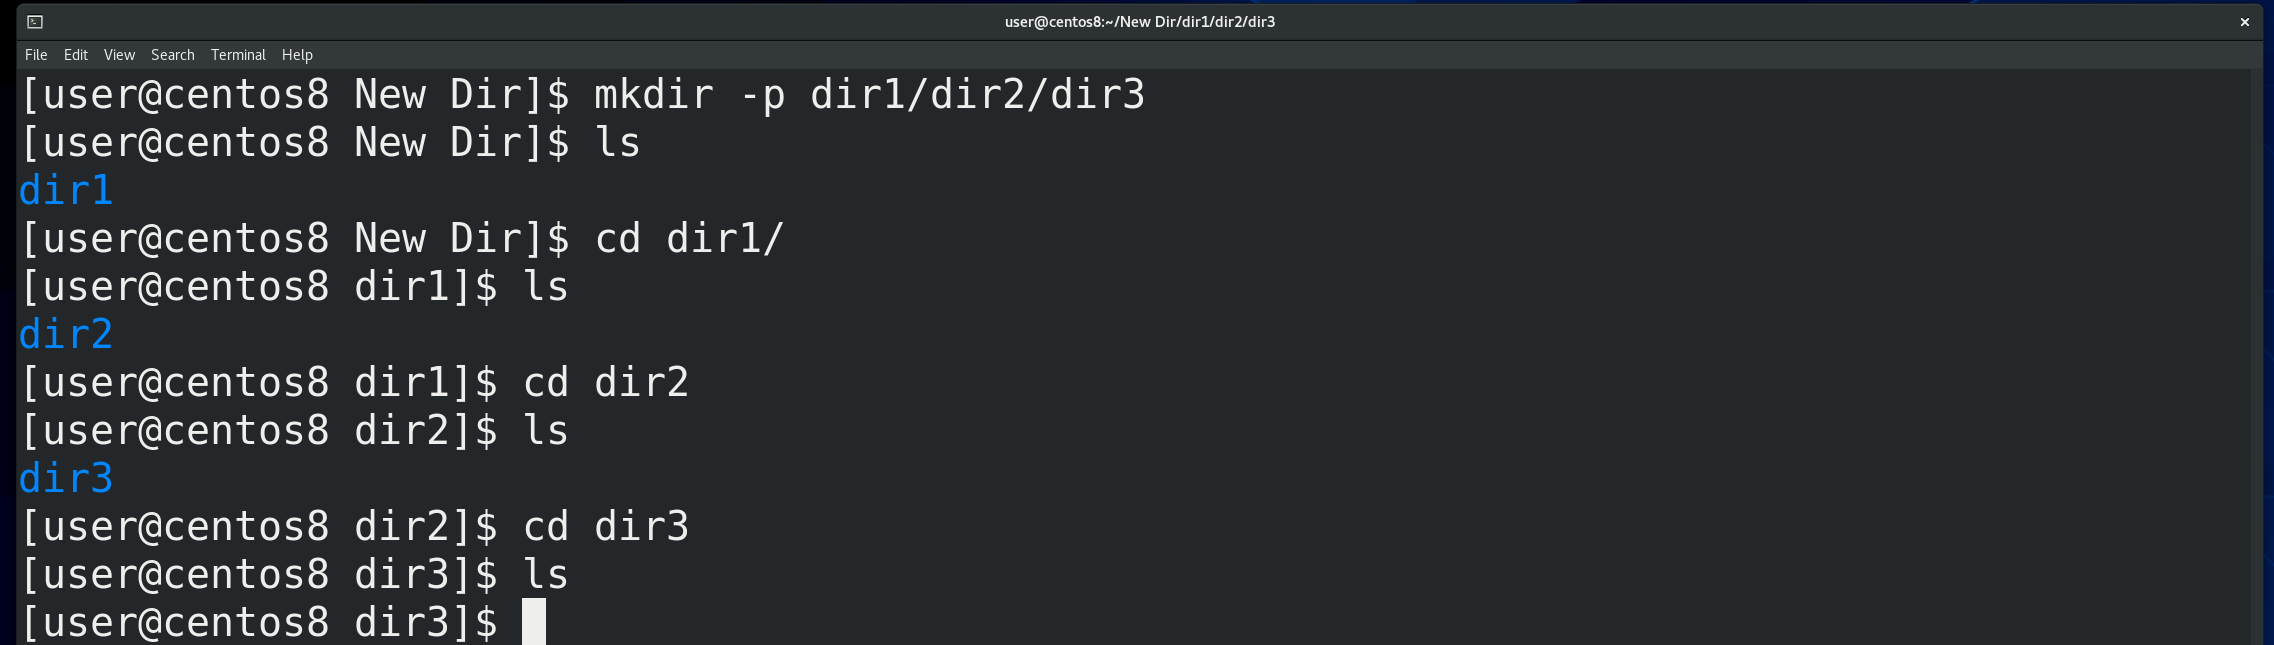 user@centos8:~/New Dir/dir1/dir2/dir3
File Edit View Search Terminal Help
[user@centos8 New Dir]$ mkdir -p dir1/dir2/dir3
[user@centos8 New Dir]$ ls
dir1
[user@centos8 New Dir]$ cd dir1/
[user@centos8 dir1]$ ls
dir2
[user@centos8 dir1]$ cd dir2
[user@centos8 dir2]$ ls
dir3
[user@centos8 dir2]$ cd dir3
[user@centos8 dir3]$ ls
[user@centos8 dir3]$